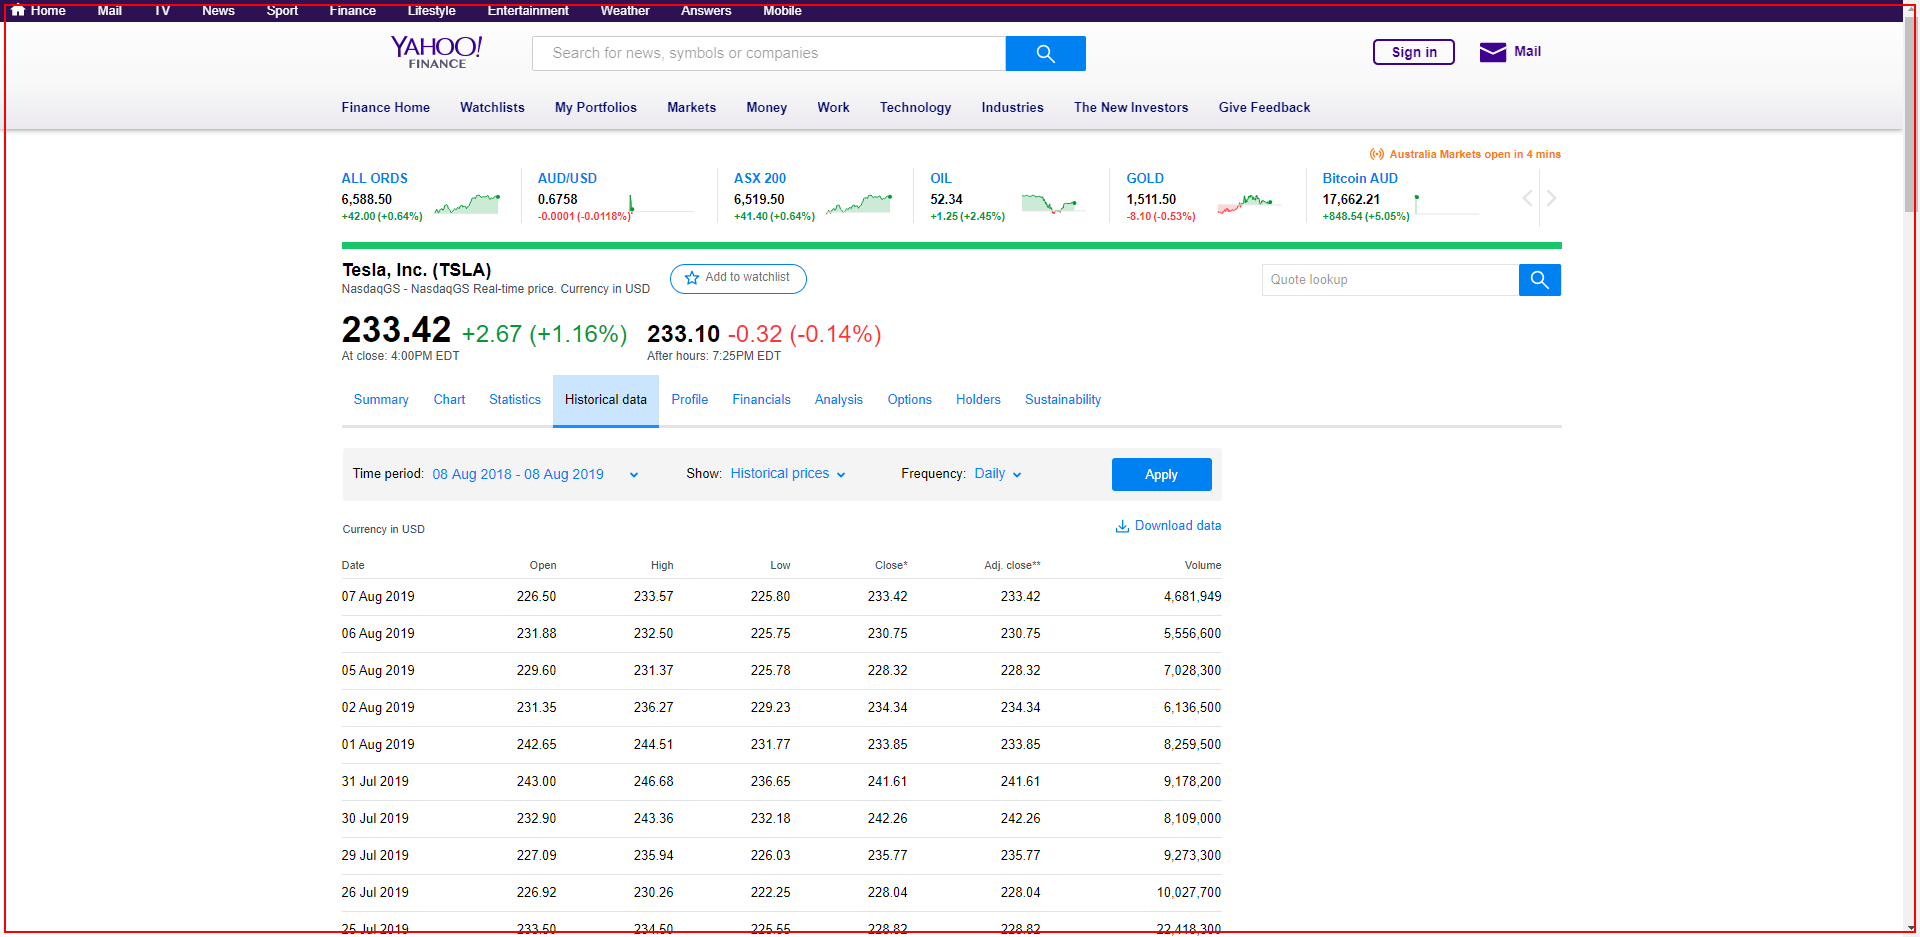 Home Mail TV News Sport Finance Lifestyle Entertainment Weather Answers Mobile
YAHOO! FINANCE
Search for news, symbols or companies
Sign in
Mail
Finance Home Watchlists My Portfolios Markets Money Work Technology Industries The New Investors Give Feedback
Australia Markets open in 4 mins
ALL ORDS
6,588.50
+42.00 (+0.64%)
AUD/USD
0.6758
-0.0001 (-0.0118%)
ASX 200
6,519.50
+41.40 (+0.64%)
OIL
52.34
+1.25 (+2.45%)
GOLD
1,511.50
-8.10 (-0.53%)
Bitcoin AUD
17,662.21
+848.54 (+5.05%)
Tesla, Inc. (TSLA)
NasdaqGS - NasdaqGS Real-time price. Currency in USD
Add to watchlist
Quote lookup
233.42 +2.67 (+1.16%)
At close: 4:00PM EDT
233.10 -0.32 (-0.14%)
After hours: 7:25PM EDT
Summary Chart Statistics Historical data Profile Financials Analysis Options Holders Sustainability
Time period: 08 Aug 2018 - 08 Aug 2019 Show: Historical prices Frequency: Daily Apply
Currency in USD Download data
Date Open High Low Close* Adj. close** Volume
07 Aug 2019 226.50 233.57 225.80 233.42 233.42 4,681,949
06 Aug 2019 231.88 232.50 225.75 230.75 230.75 5,556,600
05 Aug 2019 229.60 231.37 225.78 228.32 228.32 7,028,300
02 Aug 2019 231.35 236.27 229.23 234.34 234.34 6,136,500
01 Aug 2019 242.65 244.51 231.77 233.85 233.85 8,259,500
31 Jul 2019 243.00 246.68 236.65 241.61 241.61 9,178,200
30 Jul 2019 232.90 243.36 232.18 242.26 242.26 8,109,000
29 Jul 2019 227.09 235.94 226.03 235.77 235.77 9,273,300
26 Jul 2019 226.92 230.26 222.25 228.04 228.04 10,027,700
25 Jul 2019 233.50 234.50 225.55 228.82 228.82 22,418,300